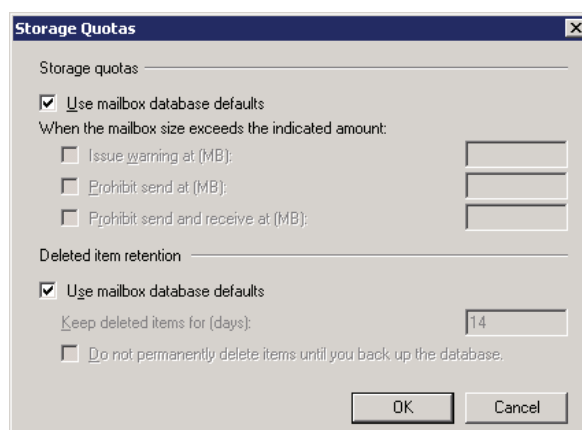 Storage Quotas
Storage quotas
Use mailbox database defaults
When the mailbox size exceeds the indicated amount:
Issue warning at (MB):
Prohibit send at (MB):
Prohibit send and receive at (MB):
Deleted item retention
Use mailbox database defaults
Keep deleted items for (days): 14
Do not permanently delete items until you back up the database.
OK Cancel